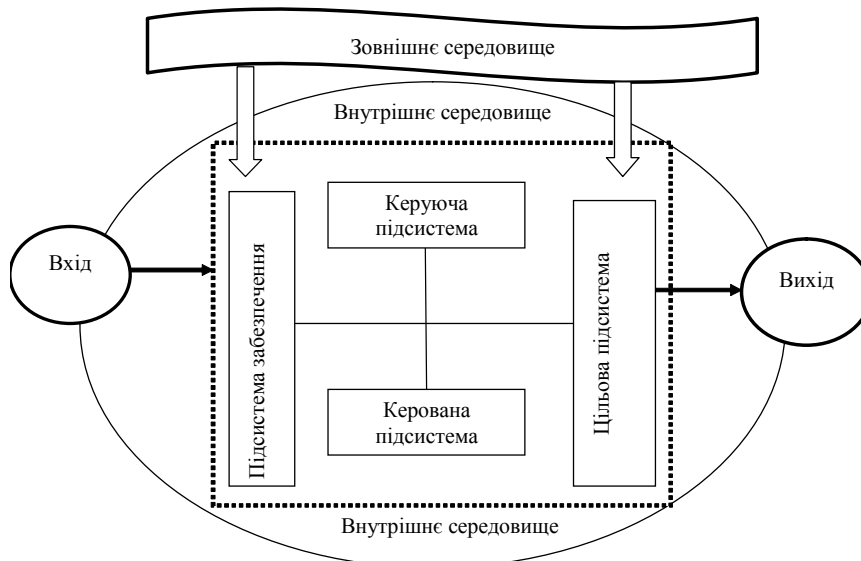 Зовнішнє середовище
Внутрішнє середовище
Керуюча
підсистема
Вхід
Підсистема забезпечення
Цільова підсистема
Вихід
Керована
підсистема
Внутрішнє середовище